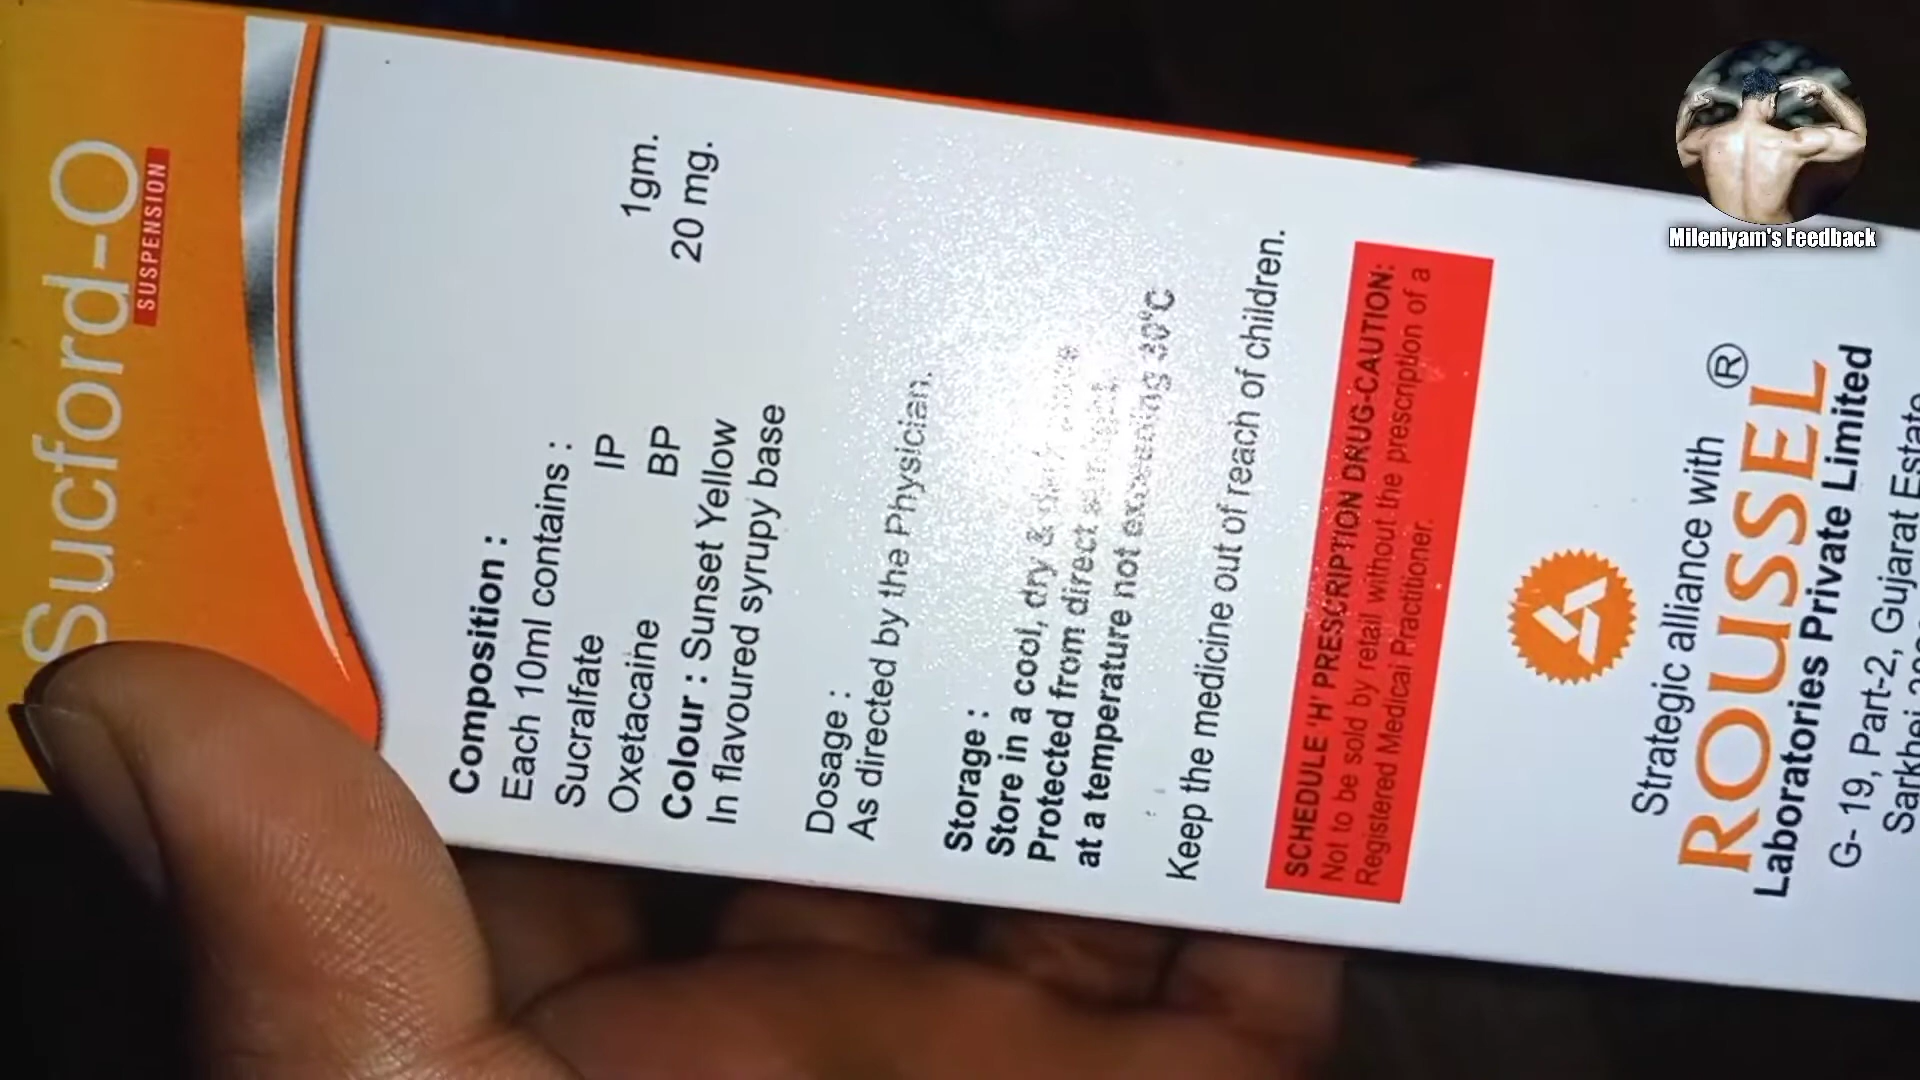 Sucford-O
SUSPENSION
Composition :
Each 10ml contains :
Sucralfate IP 1gm.
Oxetacaine BP 20 mg.
Colour : Sunset Yellow
In flavoured syrupy base
Dosage :
As directed by the Physician.
Storage :
Store in a cool, dry &
Protected from direct
at a temperature not exceeding 30°C
Keep the medicine out of reach of children.
SCHEDULE 'H' PRESCRIPTION DRUG-CAUTION:
Not to be sold by retail without the prescription of a
Registered Medical Practitioner.
Strategic alliance with
ROUSSEL ®
Laboratories Private Limited
G- 19, Part-2, Gujarat Estate
Sarkhej
Mileniyam's Feedback